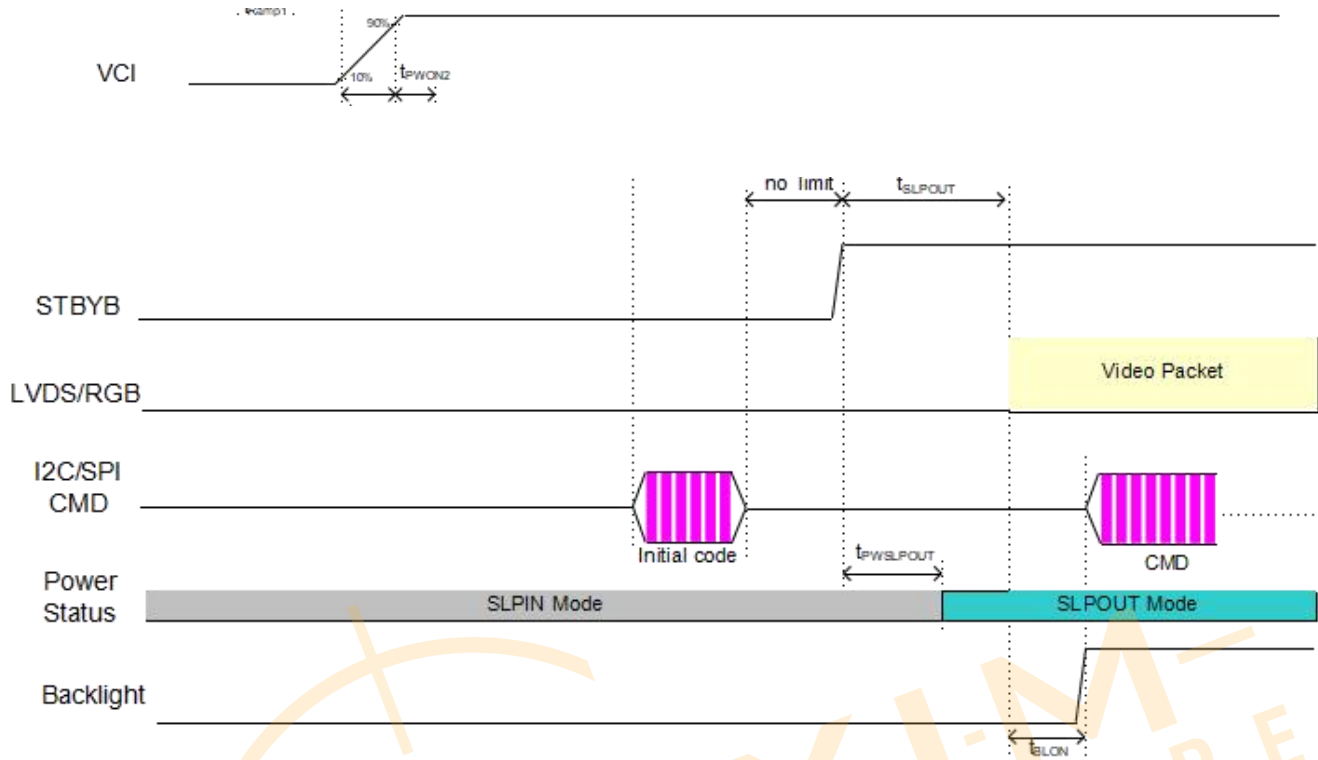 tRamp1
90%
VCI
10%
tPWON2
no limit
tSLPOUT
STBYB
Video Packet
LVDS/RGB
I2C/SPI
CMD
Initial code
CMD
tPWSLPOUT
Power
Status
SLPIN Mode
SLPOUT Mode
Backlight
tBLON